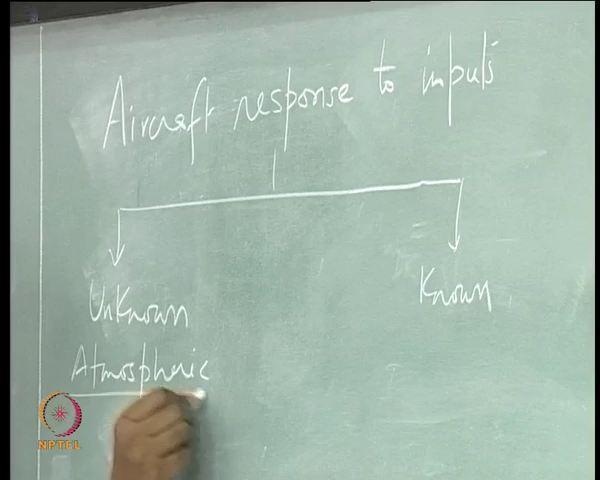 Aircraft response to inputs
Unknown
Known
Atmospheric
NPTEL